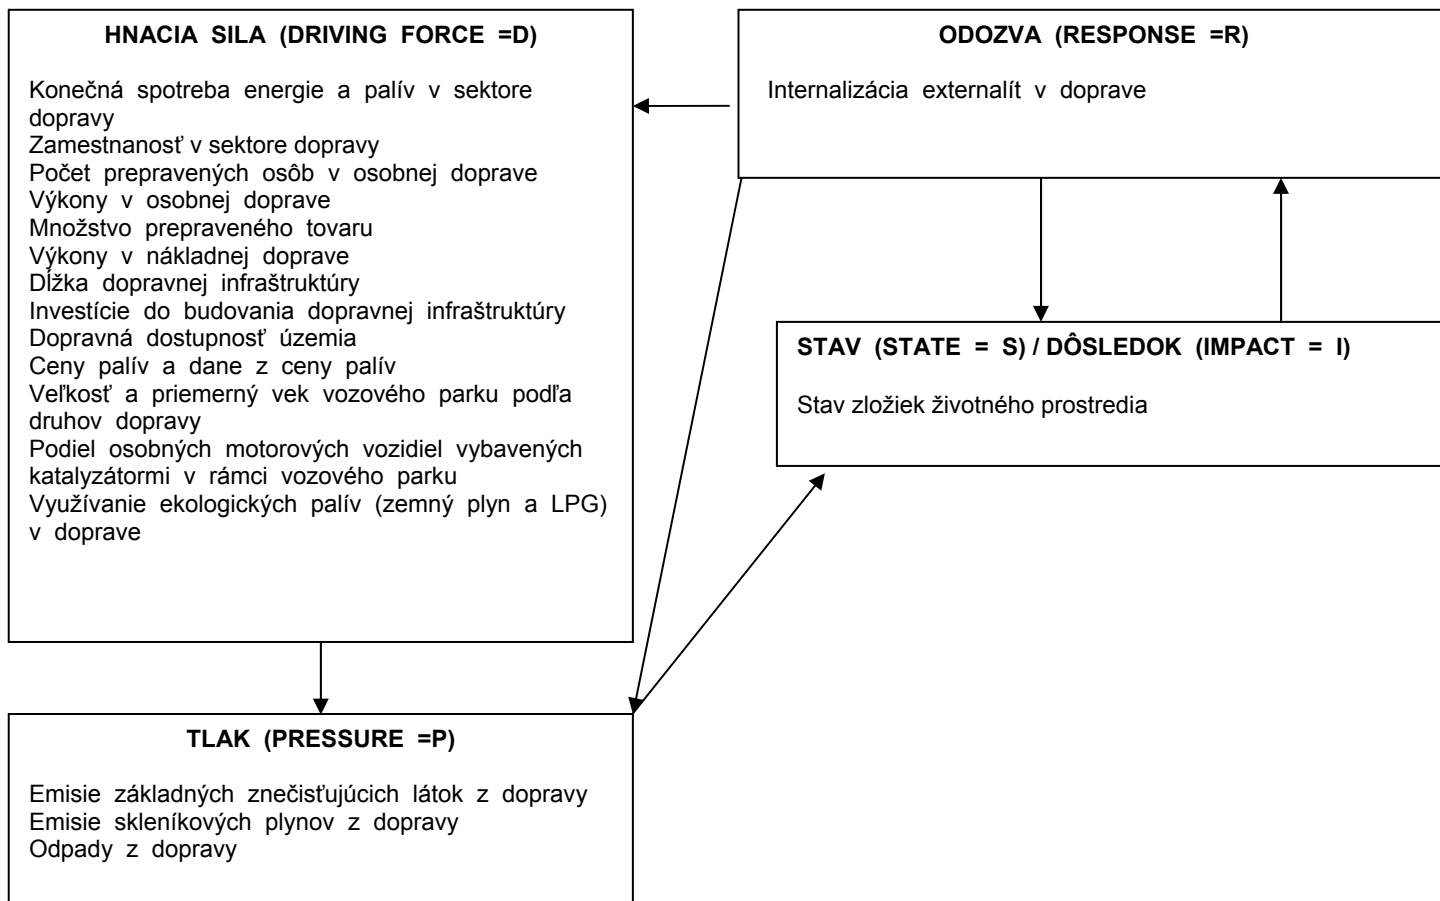 HNACIA SILA (DRIVING FORCE =D)
Konečná spotreba energie a palív v sektore
dopravy
Zamestnanosť v sektore dopravy
Počet prepravených osôb v osobnej doprave
Výkony v osobnej doprave
Množstvo prepraveného tovaru
Výkony v nákladnej doprave
Dĺžka dopravnej infraštruktúry
Investície do budovania dopravnej infraštruktúry
Dopravná dostupnosť územia
Ceny palív a dane z ceny palív
Veľkosť a priemerný vek vozového parku podľa
druhov dopravy
Podiel osobných motorových vozidiel vybavených
katalyzátormi v rámci vozového parku
Využívanie ekologických palív (zemný plyn a LPG)
v doprave
ODOZVA (RESPONSE =R)
Internalizácia externalít v doprave
STAV (STATE = S) / DÔSLEDOK (IMPACT = I)
Stav zložiek životného prostredia
TLAK (PRESSURE =P)
Emisie základných znečisťujúcich látok z dopravy
Emisie skleníkových plynov z dopravy
Odpady z dopravy